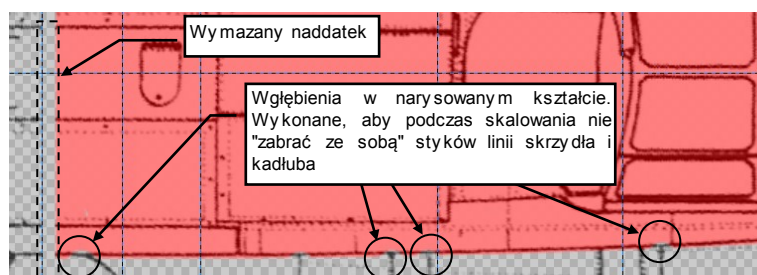 Wymazany naddatek
Wgłębienia w narysowanym kształcie.
Wykonane, aby podczas skalowania nie
"zabrać ze sobą" styków linii skrzydła i
kadłuba